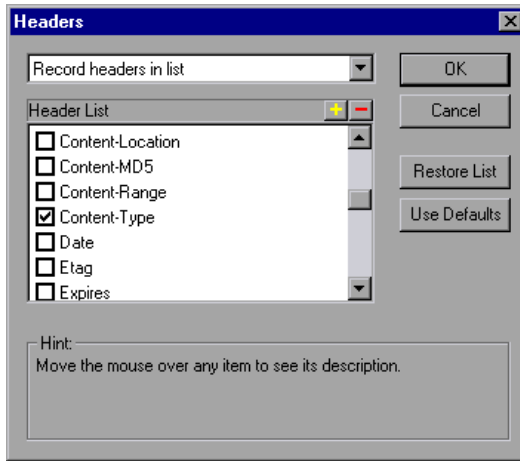 Headers
Record headers in list
OK
Header List
Cancel
Content-Location
Content-MD5
Content-Range
Content-Type
Date
Etag
Expires
Restore List
Use Defaults
Hint:
Move the mouse over any item to see its description.